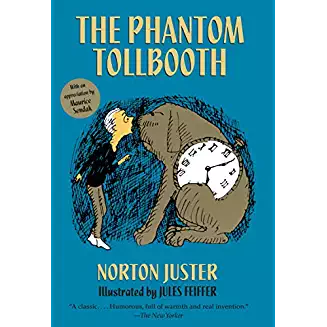 THE PHANTOM
TOLLBOOTH
With an
appreciation by
Maurice
Sendak
NORTON JUSTER
Illustrated by JULES FEIFFER
"A classic. . . . Humorous, full of warmth and real invention."
—The New Yorker